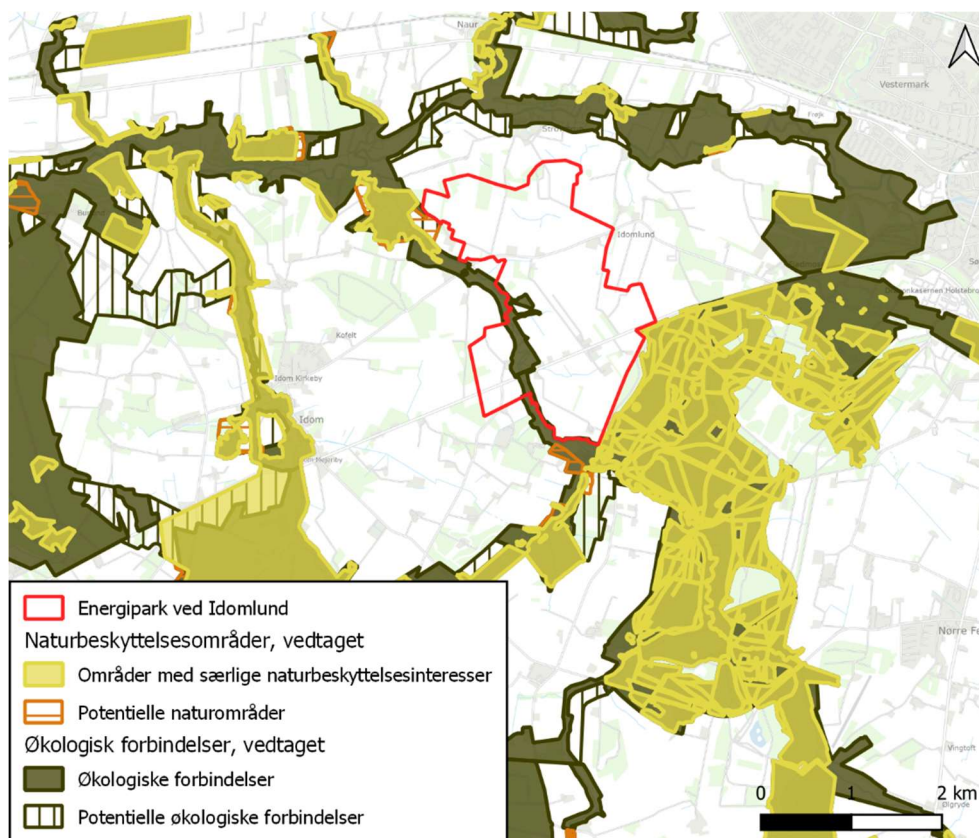 Naur
Vestermark
Frejk
Idomlund
Kofelt
Idom Kirkeby
Idom
Nørre Fe
Vingtoft
Energipark ved Idomlund
Naturbeskyttelsesområder, vedtaget
Områder med særlige naturbeskyttelsesinteresser
Potentielle naturområder
Økologisk forbindelser, vedtaget
Økologiske forbindelser
Potentielle økologiske forbindelser
0 1 2 km